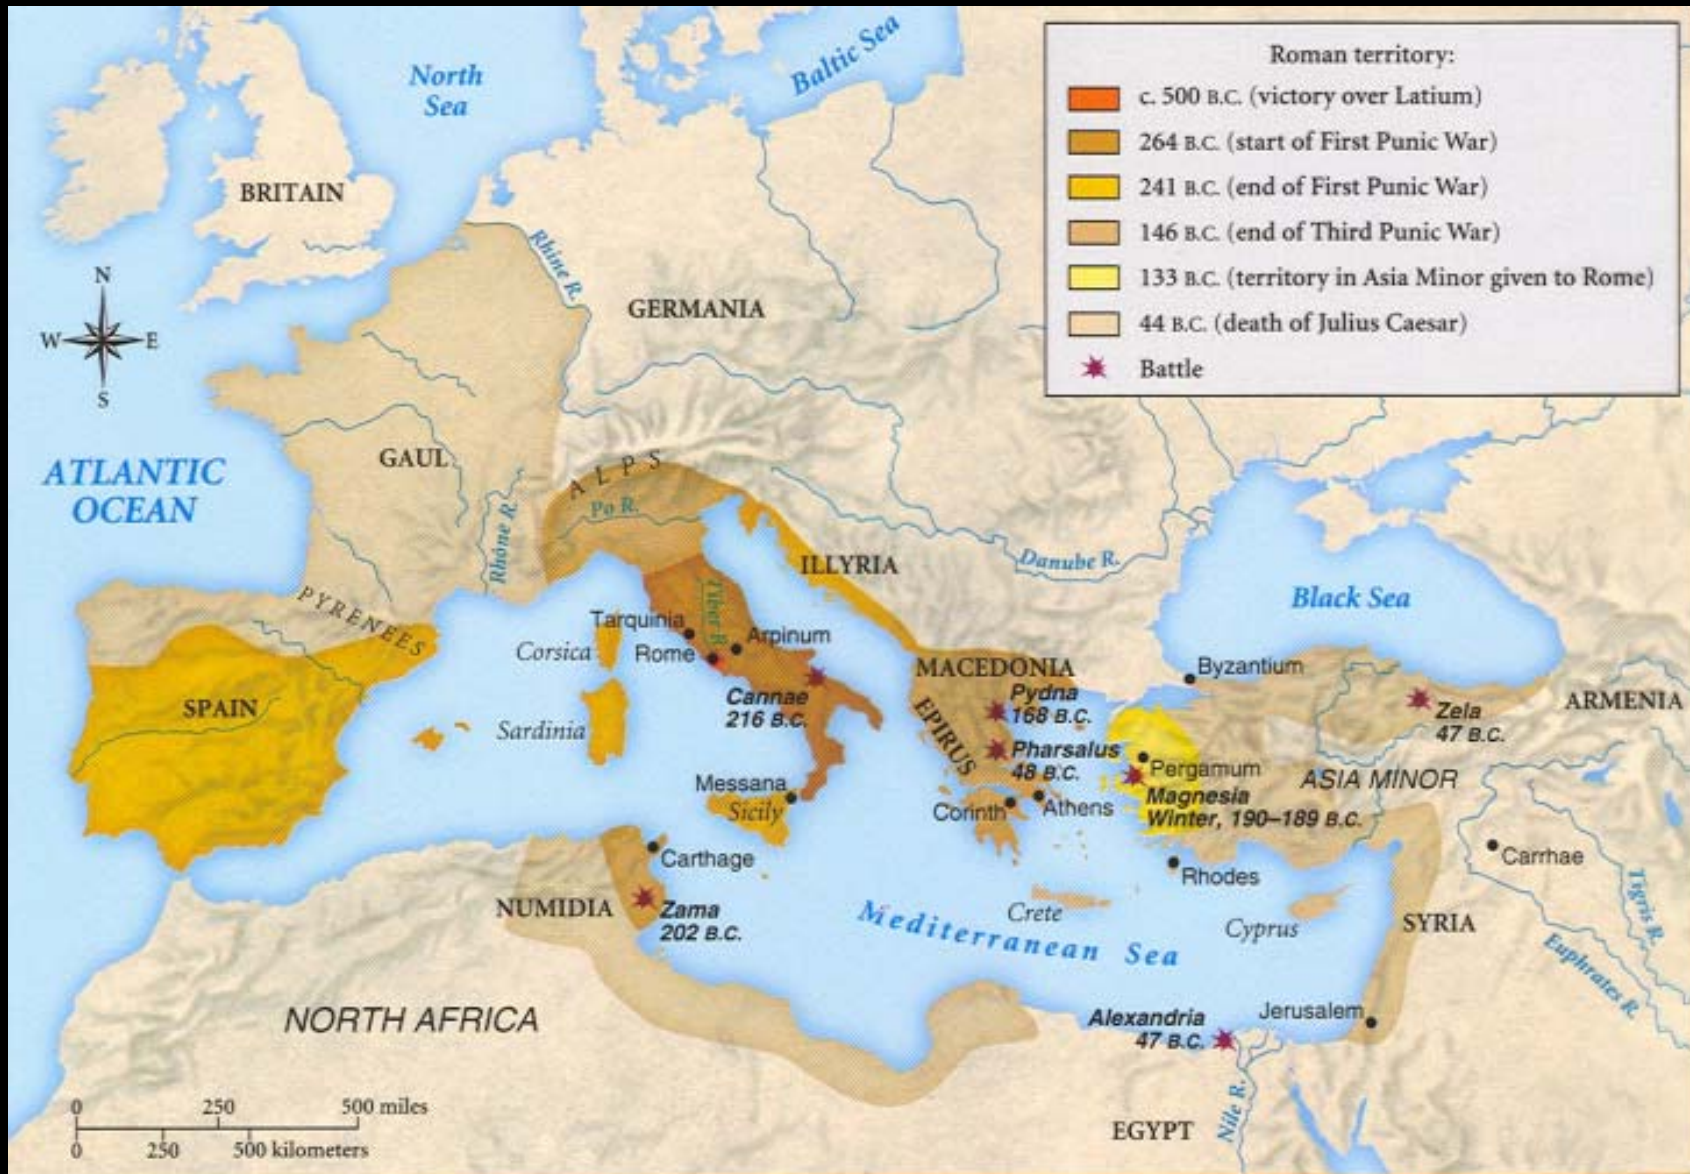 Roman territory:
c. 500 B.C. (victory over Latium)
264 B.C. (start of First Punic War)
241 B.C. (end of First Punic War)
146 B.C. (end of Third Punic War)
133 B.C. (territory in Asia Minor given to Rome)
44 B.C. (death of Julius Caesar)
Battle
North
Sea
Baltic Sea
BRITAIN
Rhine R.
GERMANIA
N
W
E
S
ATLANTIC
OCEAN
GAUL
ALPS
Po R.
Rhône R.
ILLYRIA
Danube R.
Black Sea
PYRENEES
Tiber R.
Tarquinia
Arpinum
Corsica
Rome
MACEDONIA
Byzantium
Pydna
168 B.C.
Cannae
216 B.C.
EPIRUS
SPAIN
Sardinia
ARMENIA
Zela
47 B.C.
Pharsalus
48 B.C.
Pergamum
ASIA MINOR
Messana
Sicily
Corinth
Athens
Magnesia
Winter, 190–189 B.C.
Carthage
Carrhae
Rhodes
Tigris R.
NUMIDIA
Zama
202 B.C.
Crete
Mediterranean Sea
Cyprus
SYRIA
Euphrates R.
NORTH AFRICA
Alexandria
47 B.C.
Jerusalem
Nile R.
EGYPT
0 250 500 miles
0 250 500 kilometers